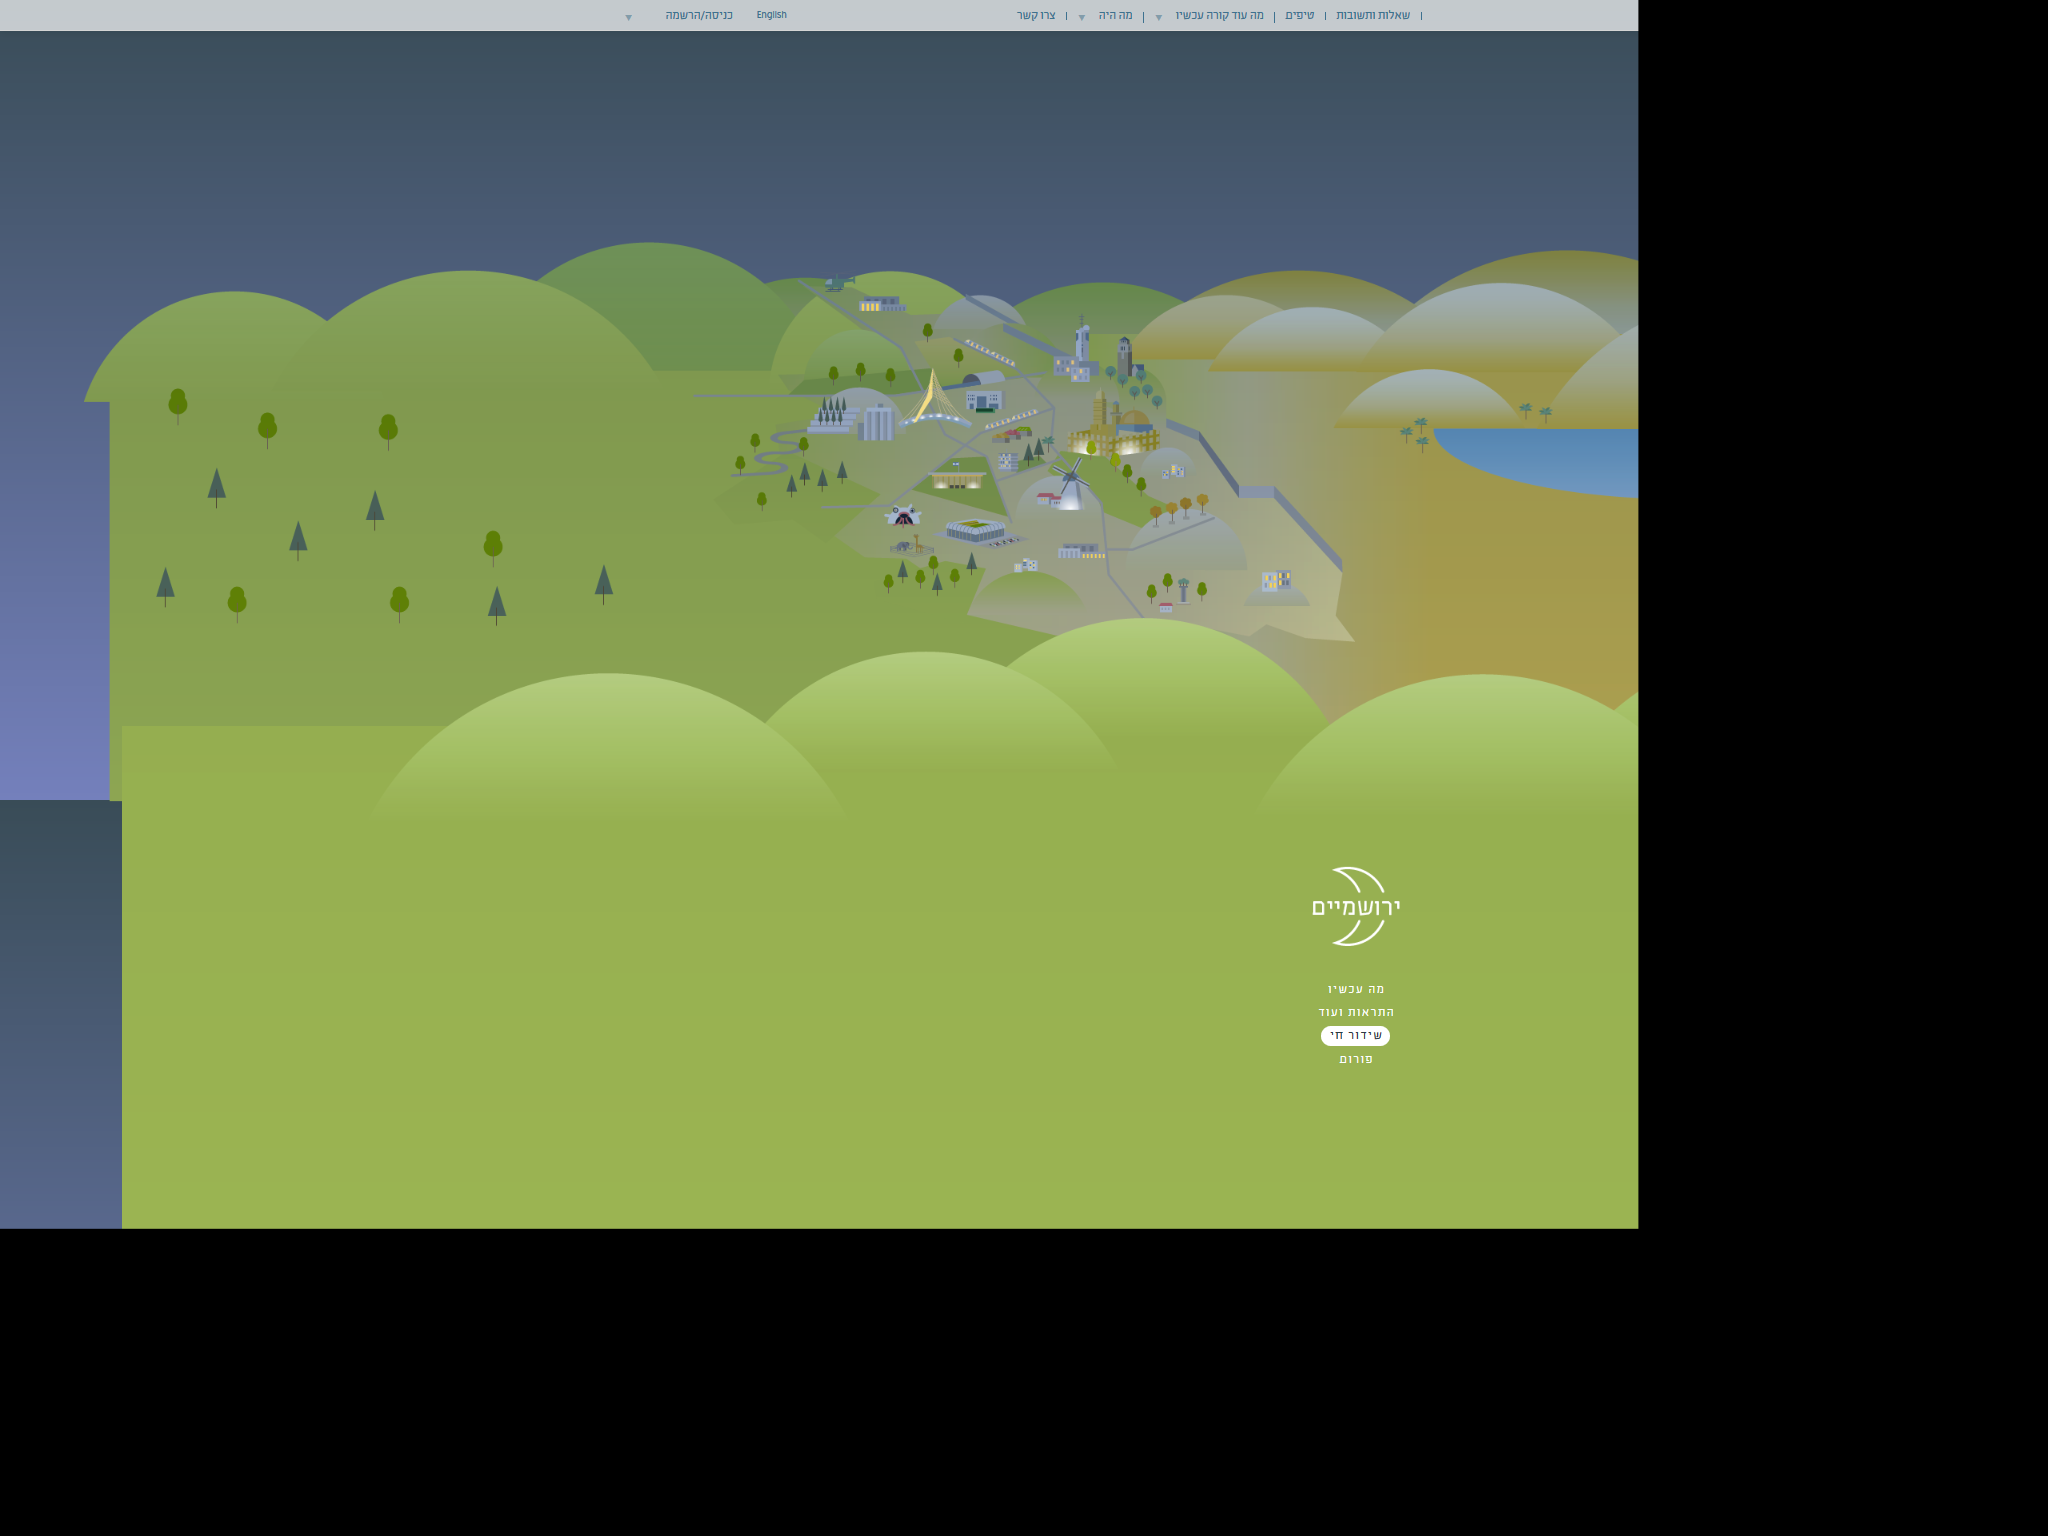 שאלות ותשובות | טיפים | מה עוד קורה עכשיו | מה היה | צרו קשר
English
כניסה/הרשמה
ירושמיים
מה עכשיו
התראות ועוד
שידור חי
פורום